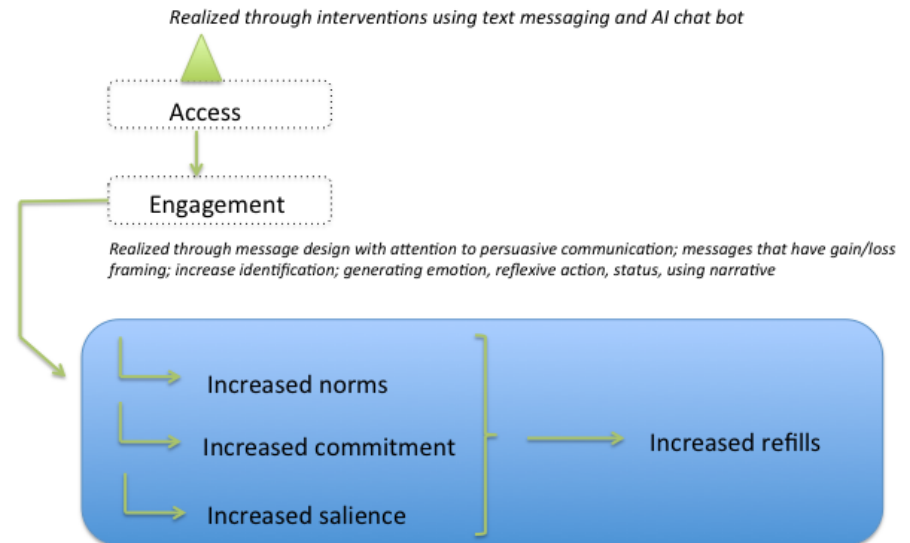 Realized through interventions using text messaging and AI chat bot
Access
Engagement
Realized through message design with attention to persuasive communication; messages that have gain/loss
framing; increase identification; generating emotion, reflexive action, status, using narrative
Increased norms
Increased commitment
Increased salience
Increased refills